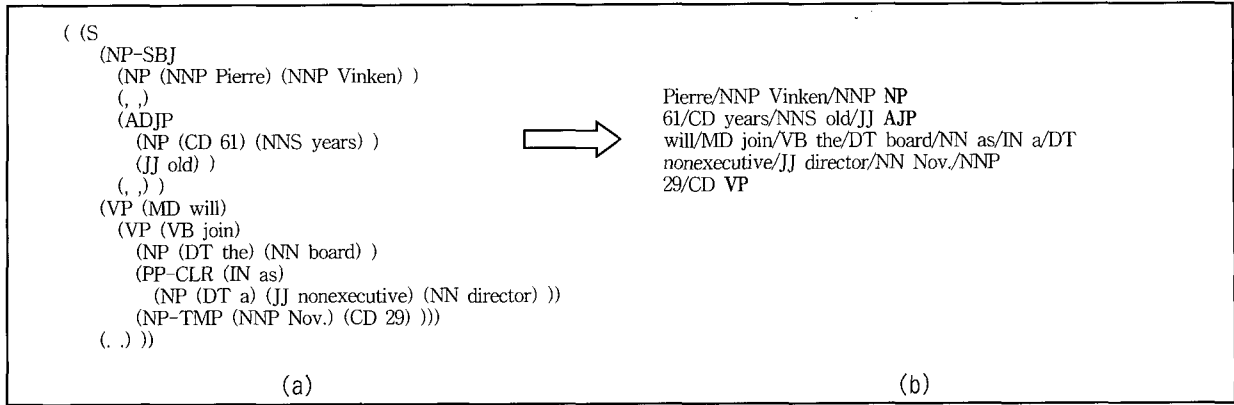 ( (S
(NP-SBJ
(NP (NNP Pierre) (NNP Vinken) )
(, ,)
(ADJP
(NP (CD 61) (NNS years) )
(JJ old) )
(, ,) )
(VP (MD will)
(VP (VB join)
(NP (DT the) (NN board) )
(PP-CLR (IN as)
(NP (DT a) (JJ nonexecutive) (NN director) ))
(NP-TMP (NNP Nov.) (CD 29) )))
(. .) ))
(a)
Pierre/NNP Vinken/NNP NP
61/CD years/NNS old/JJ AJP
will/MD join/VB the/DT board/NN as/IN a/DT
nonexecutive/JJ director/NN Nov./NNP
29/CD VP
(b)